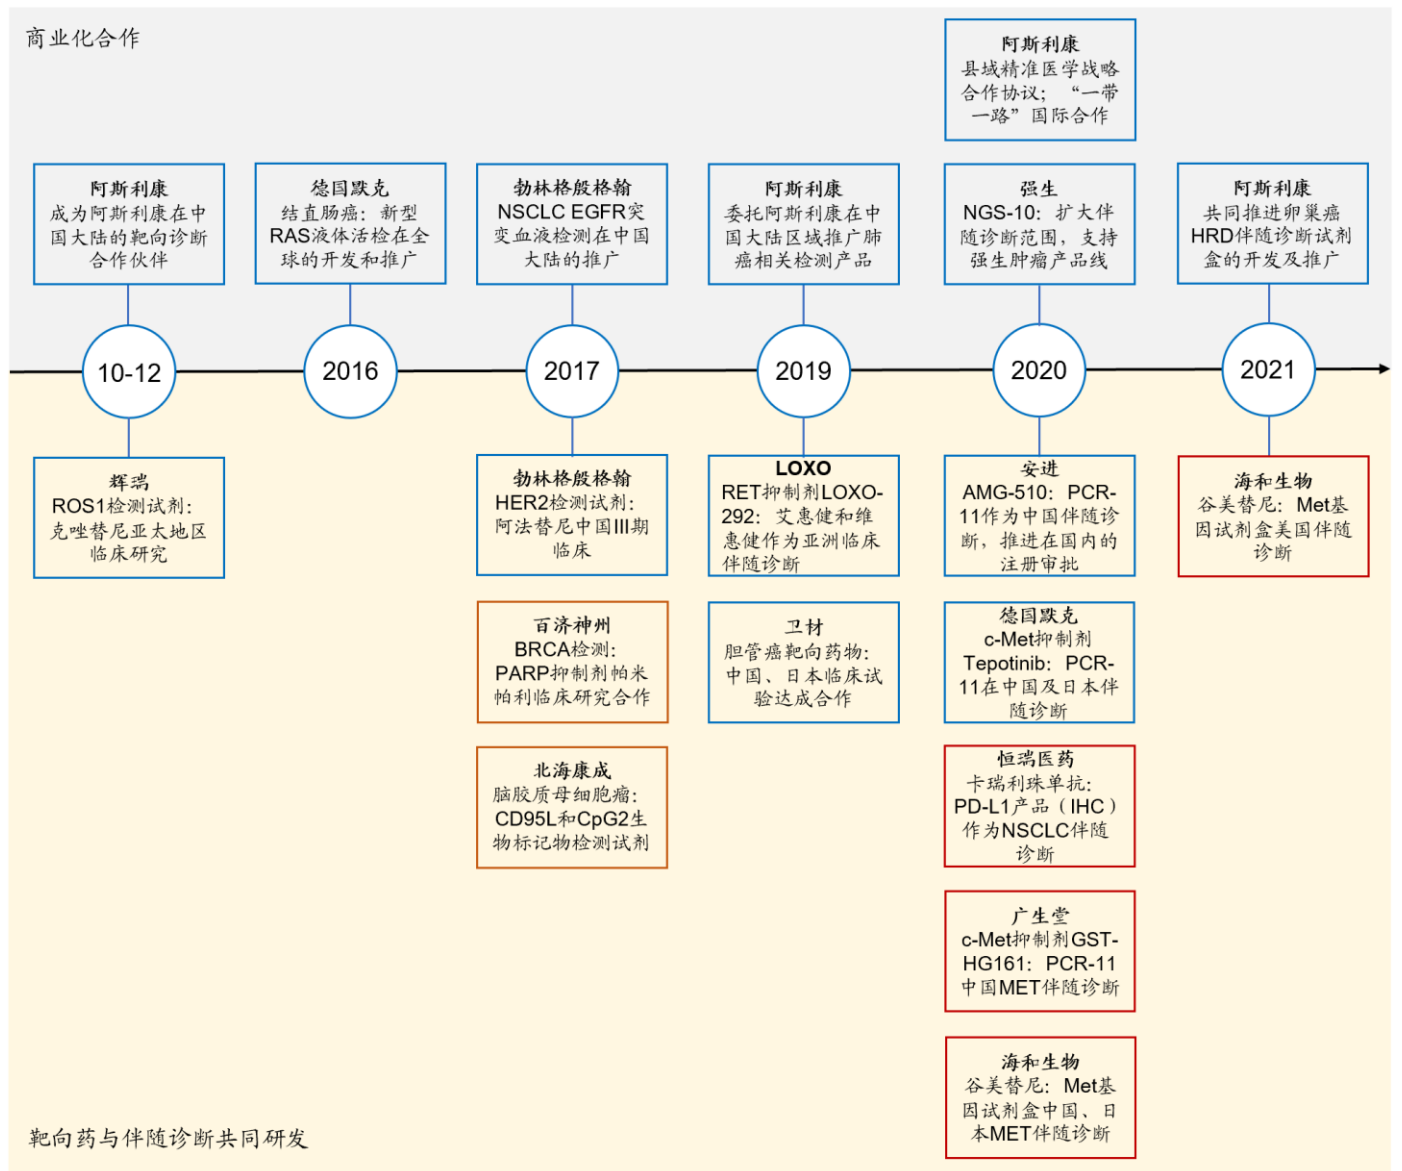 商业化合作
阿斯利康
县域精准医学战略
合作协议；“一带
一路”国际合作
阿斯利康
成为阿斯利康在中
国大陆的靶向诊断
合作伙伴
德国默克
结直肠癌：新型
RAS液体活检在全
球的开发和推广
勃林格殷格翰
NSCLC EGFR突
变血液检测在中国
大陆的推广
阿斯利康
委托阿斯利康在中
国大陆区域推广肺
癌相关检测产品
强生
NGS-10：扩大伴
随诊断范围，支持
强生肿瘤产品线
阿斯利康
共同推进卵巢癌
HRD伴随诊断试剂
盒的开发及推广
10-12
2016
2017
2019
2020
2021
辉瑞
ROS1检测试剂：
克唑替尼亚太地区
临床研究
勃林格殷格翰
HER2检测试剂：
阿法替尼中国III期
临床
LOXO
RET抑制剂LOXO-
292：艾惠健和维
惠健作为亚洲临床
伴随诊断
安进
AMG-510：PCR-
11作为中国伴随诊
断，推进在国内的
注册审批
海和生物
谷美替尼：Met基
因试剂盒美国伴随
诊断
百济神州
BRCA检测：
PARP抑制剂帕米
帕利临床研究合作
卫材
胆管癌靶向药物：
中国、日本临床试
验达成合作
德国默克
c-Met抑制剂
Tepotinib：PCR-
11在中国及日本伴
随诊断
北海康成
脑胶质母细胞瘤：
CD95L和CpG2生
物标记物检测试剂
恒瑞医药
卡瑞利珠单抗：
PD-L1产品（IHC）
作为NSCLC伴随
诊断
广生堂
c-Met抑制剂GST-
HG161：PCR-11
中国MET伴随诊断
海和生物
谷美替尼：Met基
因试剂盒中国、日
本MET伴随诊断
靶向药与伴随诊断共同研发